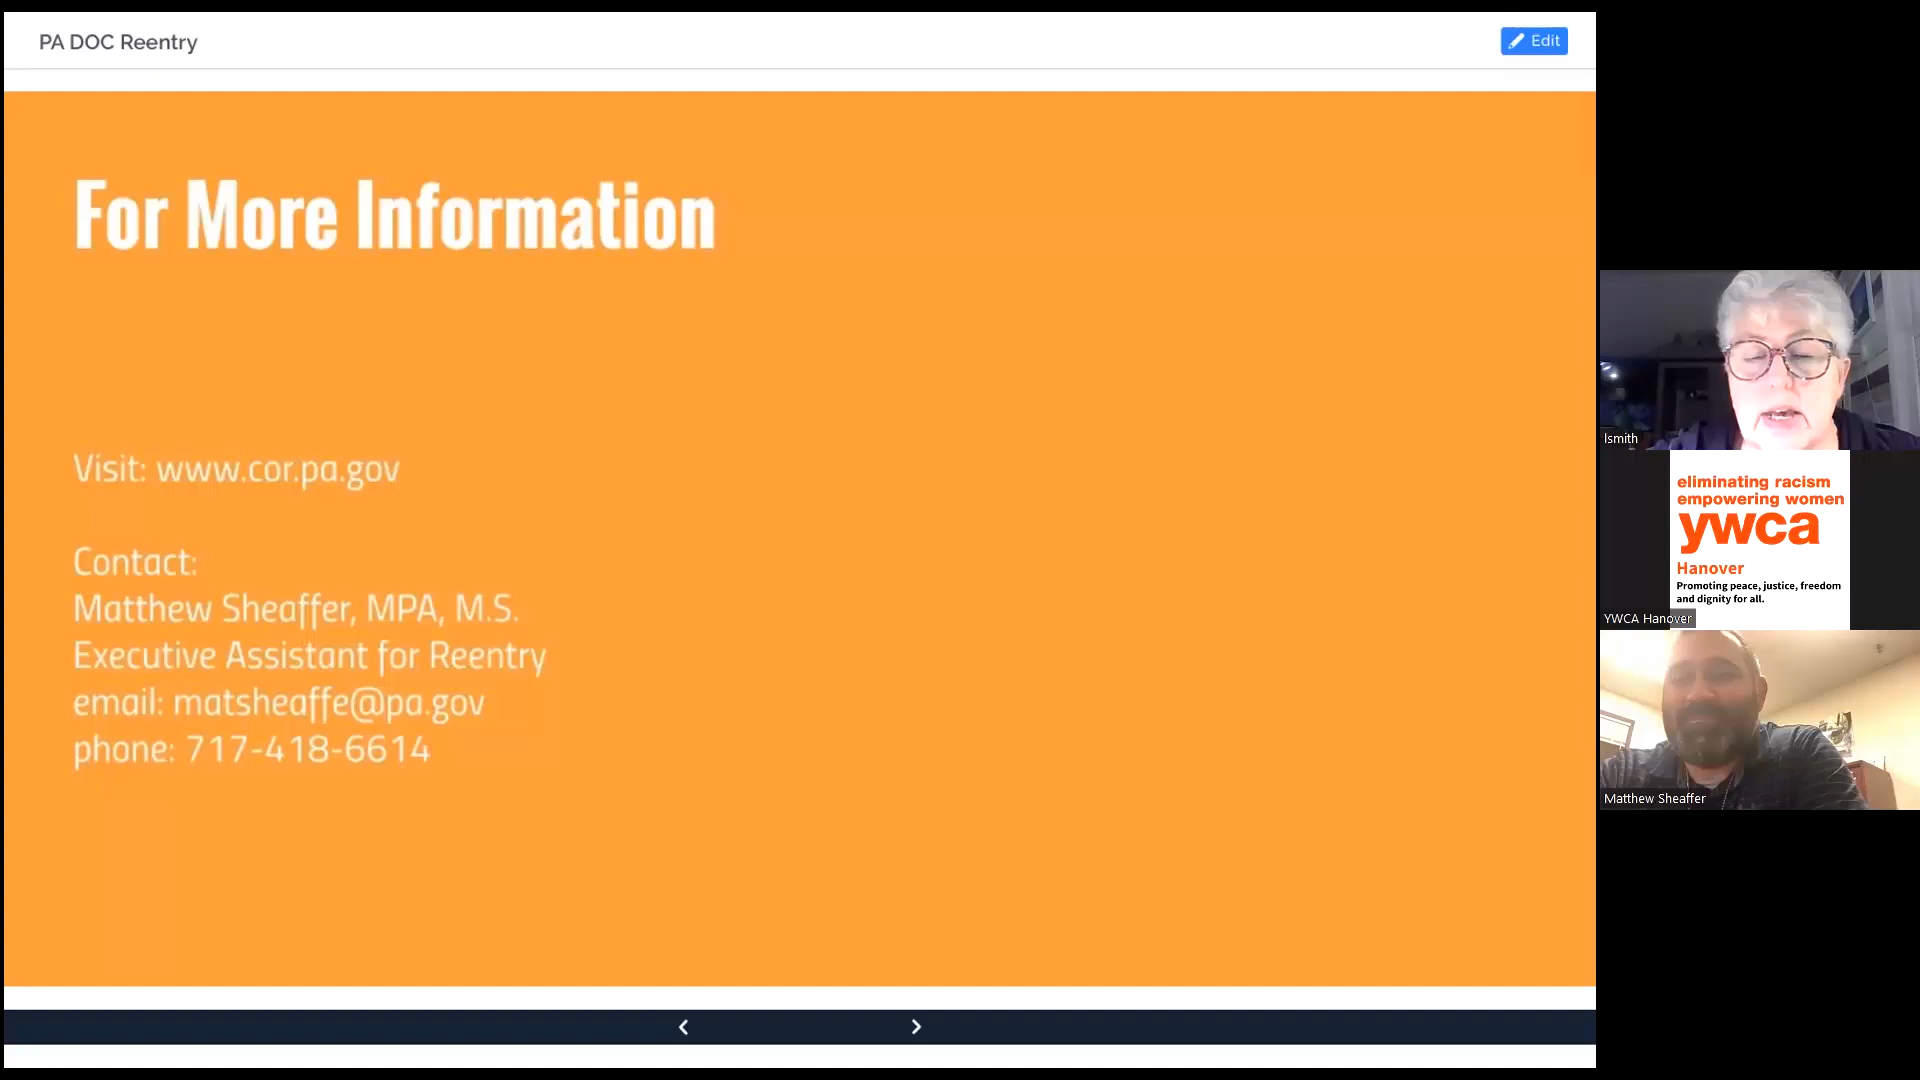 PA DOC Reentry
Edit
For More Information
Visit: www.cor.pa.gov
Contact:
Matthew Sheaffer, MPA, M.S.
Executive Assistant for Reentry
email: matsheaffe@pa.gov
phone: 717-418-6614
lsmith
eliminating racism
empowering women
ywca
Hanover
Promoting peace, justice, freedom
and dignity for all.
YWCA Hanover
Matthew Sheaffer